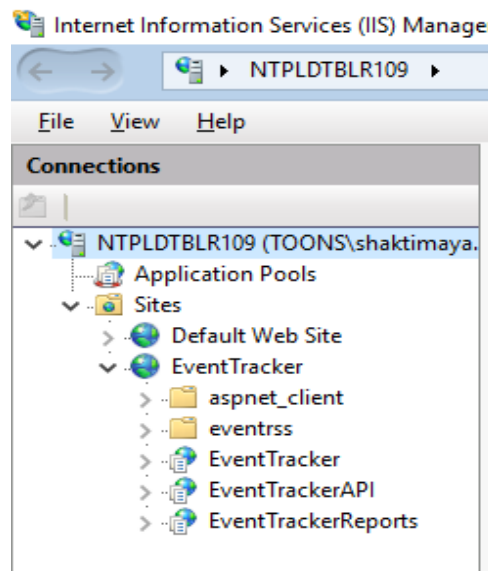 Internet Information Services (IIS) Manage
NTPLDTBLR109
File View Help
Connections
NTPLDTBLR109 (TOONS\shaktimaya.
Application Pools
Sites
Default Web Site
EventTracker
aspnet_client
eventrss
EventTracker
EventTrackerAPI
EventTrackerReports